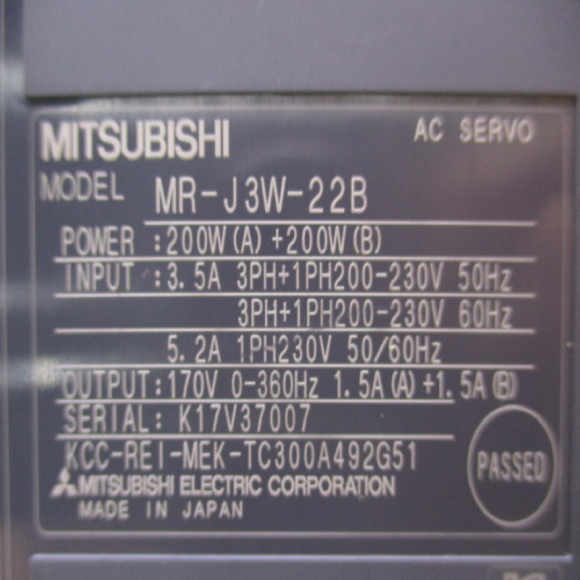 MITSUBISHI AC SERVO
MODEL MR-J3W-22B
POWER :200W(A)+200W(B)
INPUT :3.5A 3PH+1PH200-230V 50Hz
3PH+1PH200-230V 60Hz
5.2A 1PH230V 50/60Hz
OUTPUT:170V 0-360Hz 1.5A(A)+1.5A(B)
SERIAL: K17V37007
KCC-REI-MEK-TC300A492G51
PASSED
MITSUBISHI ELECTRIC CORPORATION
MADE IN JAPAN